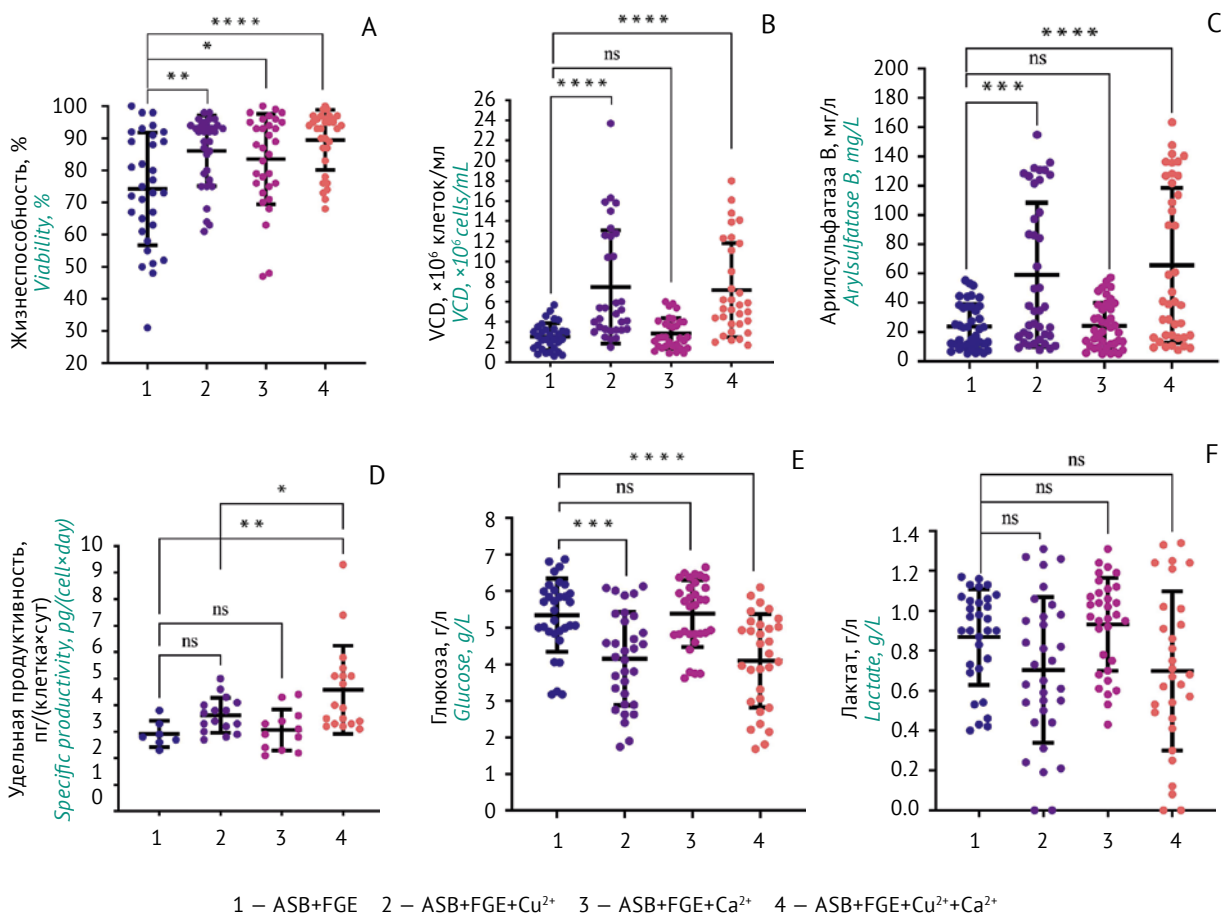 A
****
*
**
Жизнеспособность, %
Viability, %
100
90
80
70
60
50
40
30
20
1 2 3 4
B
****
ns
****
VCD, ×10⁶ клеток/мл
VCD, ×10⁶ cells/mL
26
24
22
20
18
16
14
12
10
8
6
4
2
0
1 2 3 4
C
****
ns
***
Арилсульфатаза В, мг/л
Arylsulfatase B, mg/L
200
180
160
140
120
100
80
60
40
20
0
1 2 3 4
D
*
**
ns
ns
Удельная продуктивность,
пг/(клетка×сут)
Specific productivity, pg/(cell×day)
10
9
8
7
6
5
4
3
2
1
0
1 2 3 4
E
****
ns
***
Глюкоза, г/л
Glucose, g/L
8
7
6
5
4
3
2
1
0
1 2 3 4
F
ns
ns
ns
Лактат, г/л
Lactate, g/L
1.4
1.2
1.0
0.8
0.6
0.4
0.2
0.0
1 2 3 4
1 – ASB+FGE 2 – ASB+FGE+Cu²⁺ 3 – ASB+FGE+Ca²⁺ 4 – ASB+FGE+Cu²⁺+Ca²⁺